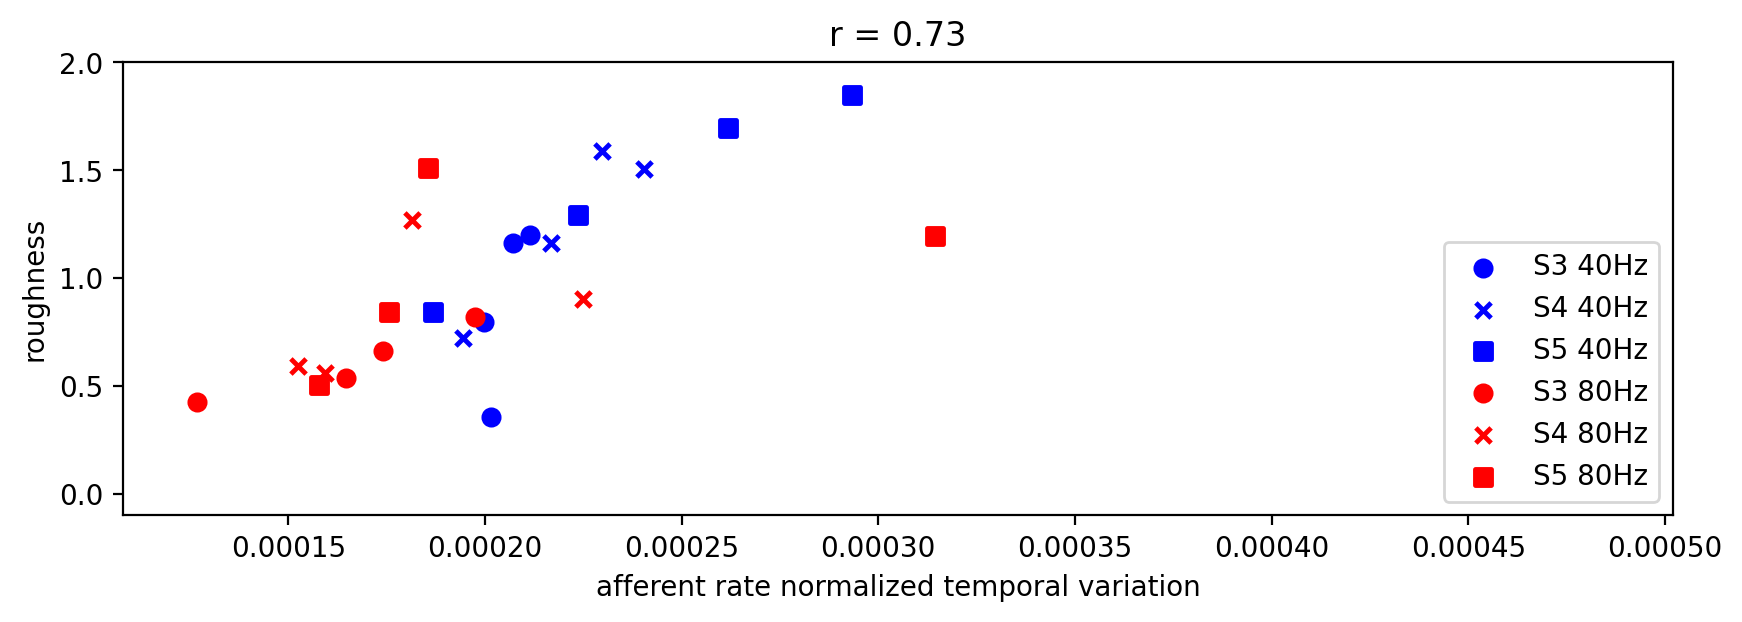 r = 0.73
2.0
1.5
1.0
0.5
0.0
roughness
S3 40Hz
S4 40Hz
S5 40Hz
S3 80Hz
S4 80Hz
S5 80Hz
0.00015 0.00020 0.00025 0.00030 0.00035 0.00040 0.00045 0.00050
afferent rate normalized temporal variation